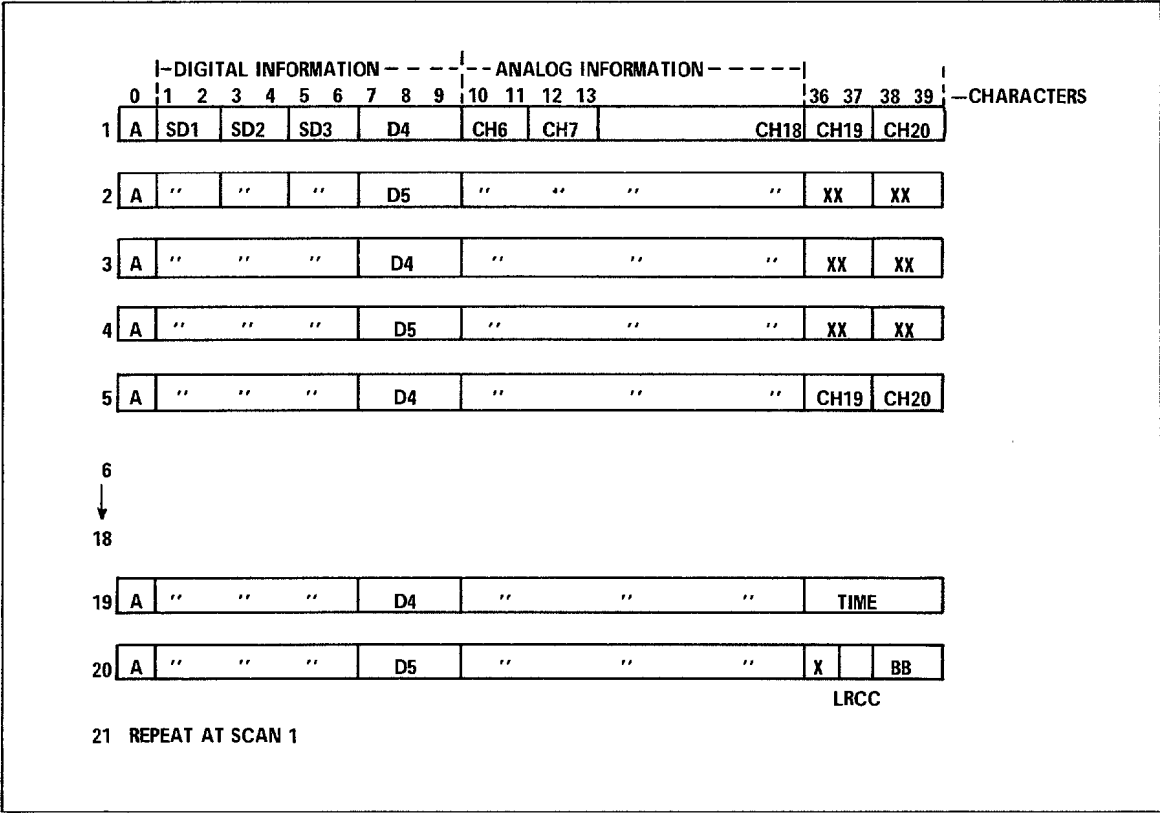 |-DIGITAL INFORMATION - - - -|- -ANALOG INFORMATION- - - - -|
0 1 2 3 4 5 6 7 8 9 10 11 12 13 36 37 38 39 -CHARACTERS
1 A SD1 SD2 SD3 D4 CH6 CH7 CH18 CH19 CH20
2 A " " " D5 " " " " XX XX
3 A " " " D4 " " " XX XX
4 A " " " D5 " " " XX XX
5 A " " " D4 " " " CH19 CH20
6
↓
18
19 A " " " D4 " " " TIME
20 A " " " D5 " " " X BB
LRCC
21 REPEAT AT SCAN 1